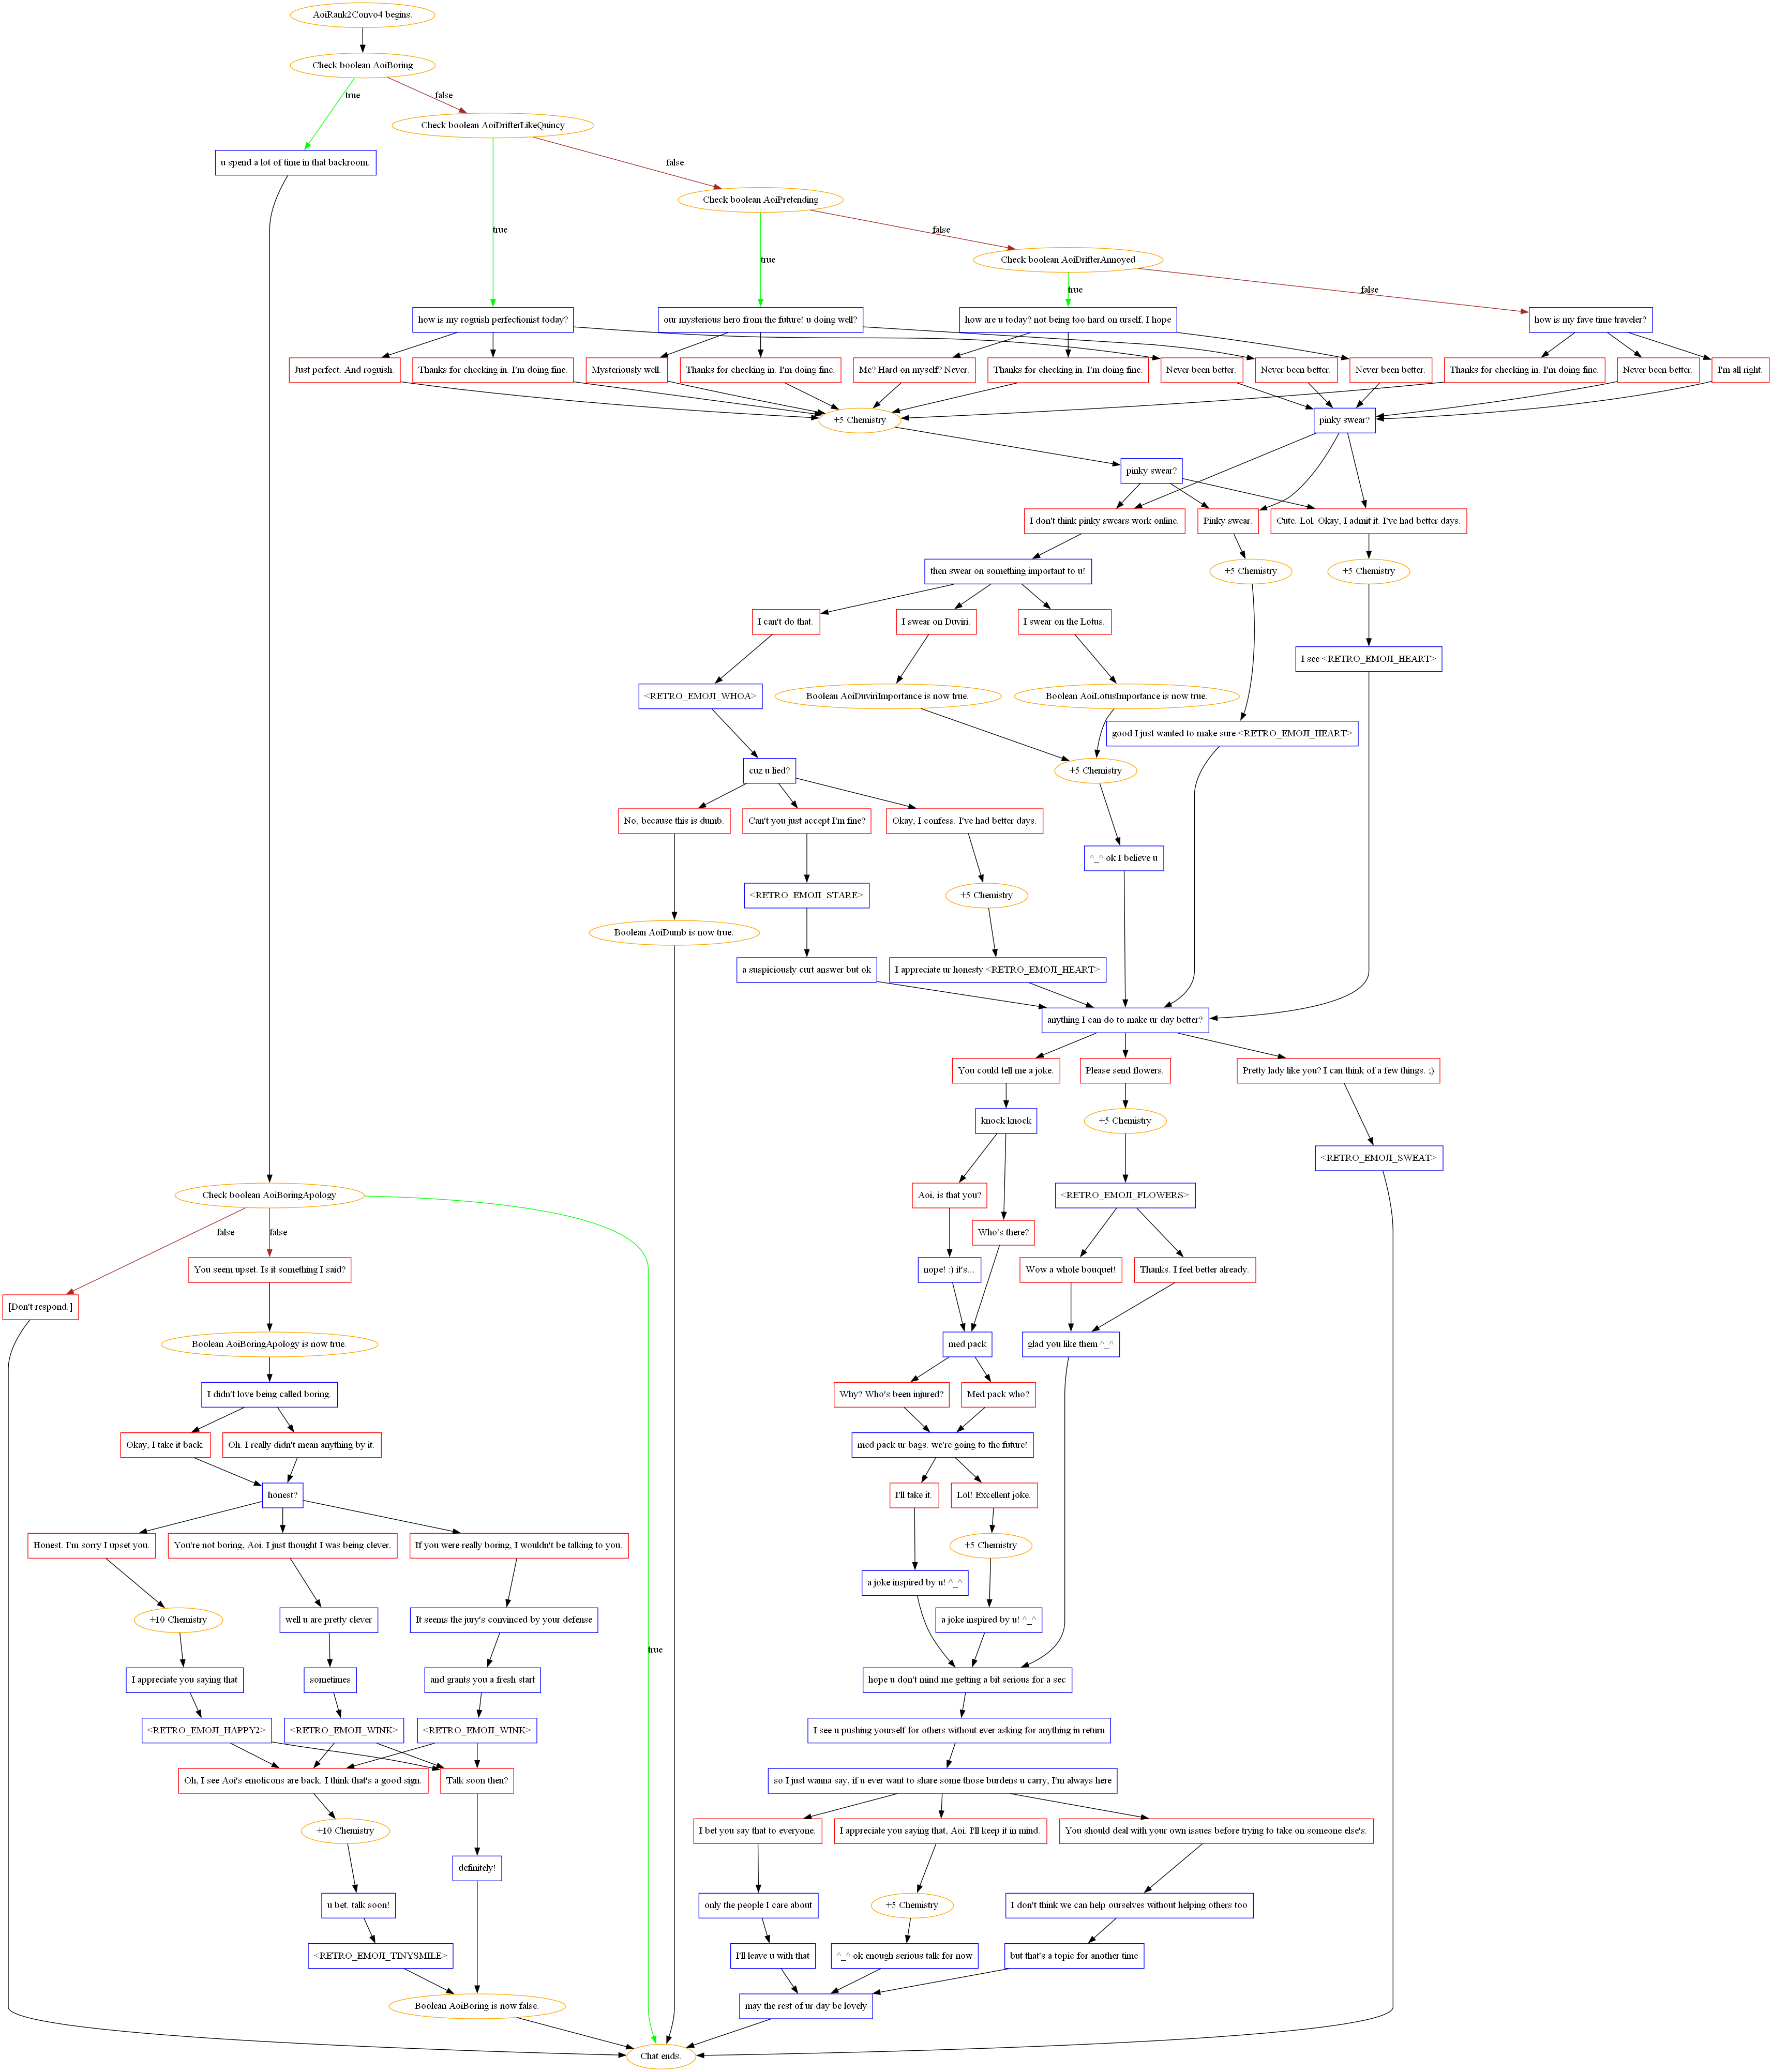 AoiRank2Convo4 begins.
Check boolean AoiBoring
true
false
Check boolean AoiDrifterLikeQuincy
u spend a lot of time in that backroom.
true
false
Check boolean AoiPretending
true
false
Check boolean AoiDrifterAnnoyed
true
false
how is my roguish perfectionist today?
our mysterious hero from the future! u doing well?
how are u today? not being too hard on urself, I hope
how is my fave time traveler?
Just perfect. And roguish.
Thanks for checking in. I'm doing fine.
Mysteriously well.
Thanks for checking in. I'm doing fine.
Me? Hard on myself? Never.
Thanks for checking in. I'm doing fine.
Never been better.
Never been better.
Never been better.
Thanks for checking in. I'm doing fine.
Never been better.
I'm all right.
+5 Chemistry
pinky swear?
pinky swear?
I don't think pinky swears work online.
Pinky swear.
Cute. Lol. Okay, I admit it. I've had better days.
then swear on something important to u!
+5 Chemistry
+5 Chemistry
I can't do that.
I swear on Duviri.
I swear on the Lotus.
I see <RETRO_EMOJI_HEART>
<RETRO_EMOJI_WHOA>
Boolean AoiDuviriImportance is now true.
Boolean AoiLotusImportance is now true.
good I just wanted to make sure <RETRO_EMOJI_HEART>
cuz u lied?
+5 Chemistry
No, because this is dumb.
Can't you just accept I'm fine?
Okay, I confess. I've had better days.
^_^ ok I believe u
<RETRO_EMOJI_STARE>
+5 Chemistry
Boolean AoiDumb is now true.
a suspiciously curt answer but ok
I appreciate ur honesty <RETRO_EMOJI_HEART>
anything I can do to make ur day better?
You could tell me a joke.
Please send flowers.
Pretty lady like you? I can think of a few things. ;)
knock knock
+5 Chemistry
<RETRO_EMOJI_SWEAT>
Check boolean AoiBoringApology
Aoi, is that you?
<RETRO_EMOJI_FLOWERS>
false
false
Who's there?
You seem upset. Is it something I said?
nope! :) it's...
Wow a whole bouquet!
Thanks. I feel better already.
[Don't respond.]
Boolean AoiBoringApology is now true.
med pack
glad you like them ^_^
I didn't love being called boring.
Why? Who's been injured?
Med pack who?
Okay, I take it back.
Oh. I really didn't mean anything by it.
med pack ur bags. we're going to the future!
honest?
I'll take it.
Lol! Excellent joke.
Honest. I'm sorry I upset you.
You're not boring, Aoi. I just thought I was being clever.
If you were really boring, I wouldn't be talking to you.
+5 Chemistry
a joke inspired by u! ^_^
+10 Chemistry
well u are pretty clever
It seems the jury's convinced by your defense
a joke inspired by u! ^_^
true
I appreciate you saying that
sometimes
and grants you a fresh start
hope u don't mind me getting a bit serious for a sec
<RETRO_EMOJI_HAPPY2>
<RETRO_EMOJI_WINK>
<RETRO_EMOJI_WINK>
I see u pushing yourself for others without ever asking for anything in return
Oh, I see Aoi's emoticons are back. I think that's a good sign.
Talk soon then?
so I just wanna say, if u ever want to share some those burdens u carry, I'm always here
+10 Chemistry
I bet you say that to everyone.
I appreciate you saying that, Aoi. I'll keep it in mind.
You should deal with your own issues before trying to take on someone else's.
definitely!
u bet. talk soon!
only the people I care about
+5 Chemistry
I don't think we can help ourselves without helping others too
<RETRO_EMOJI_TINYSMILE>
I'll leave u with that
^_^ ok enough serious talk for now
but that's a topic for another time
Boolean AoiBoring is now false.
may the rest of ur day be lovely
Chat ends.